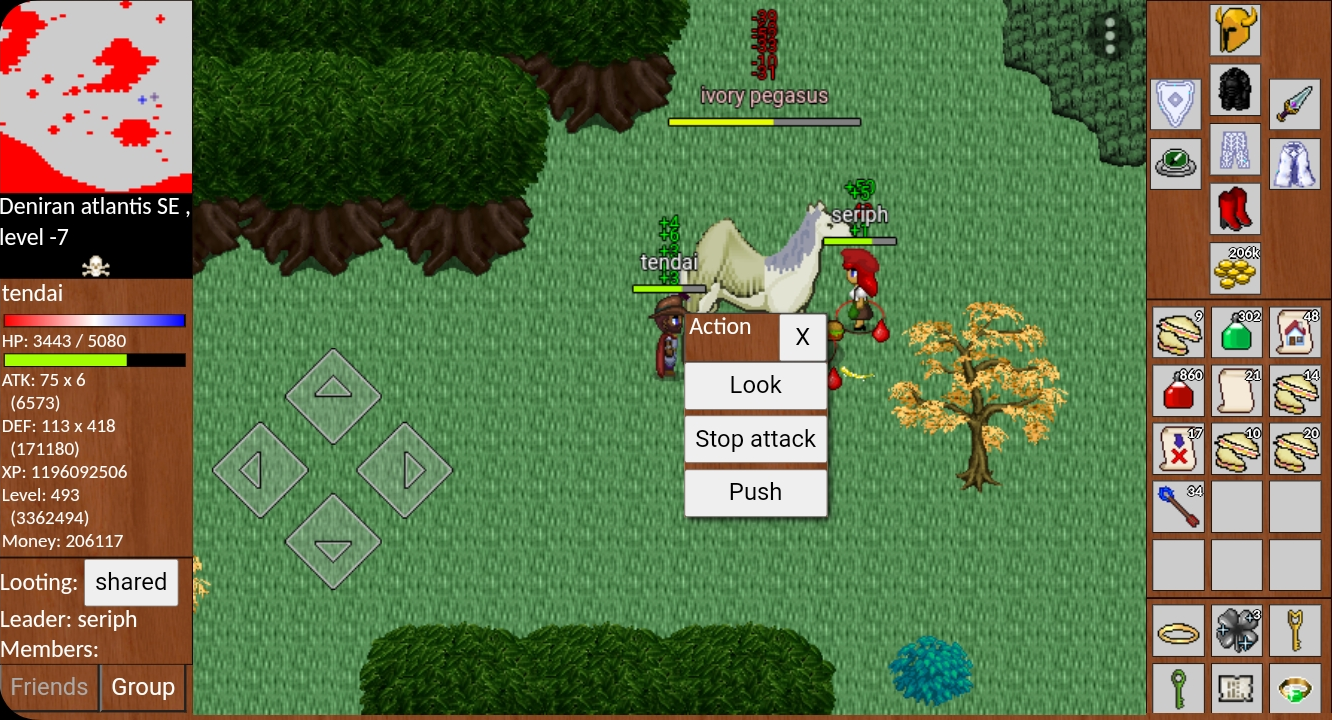 Deniran atlantis SE ,
level -7
tendai
HP: 3443 / 5080
ATK: 75 x 6
(6573)
DEF: 113 x 418
(171180)
XP: 1196092506
Level: 493
(3362494)
Money: 206117
Looting: shared
Leader: seriph
Members:
Friends Group
ivory pegasus
seriph
tendai
Action X
Look
Stop attack
Push
206k
9 302 48
860 21 14
17 10 20
34
+3